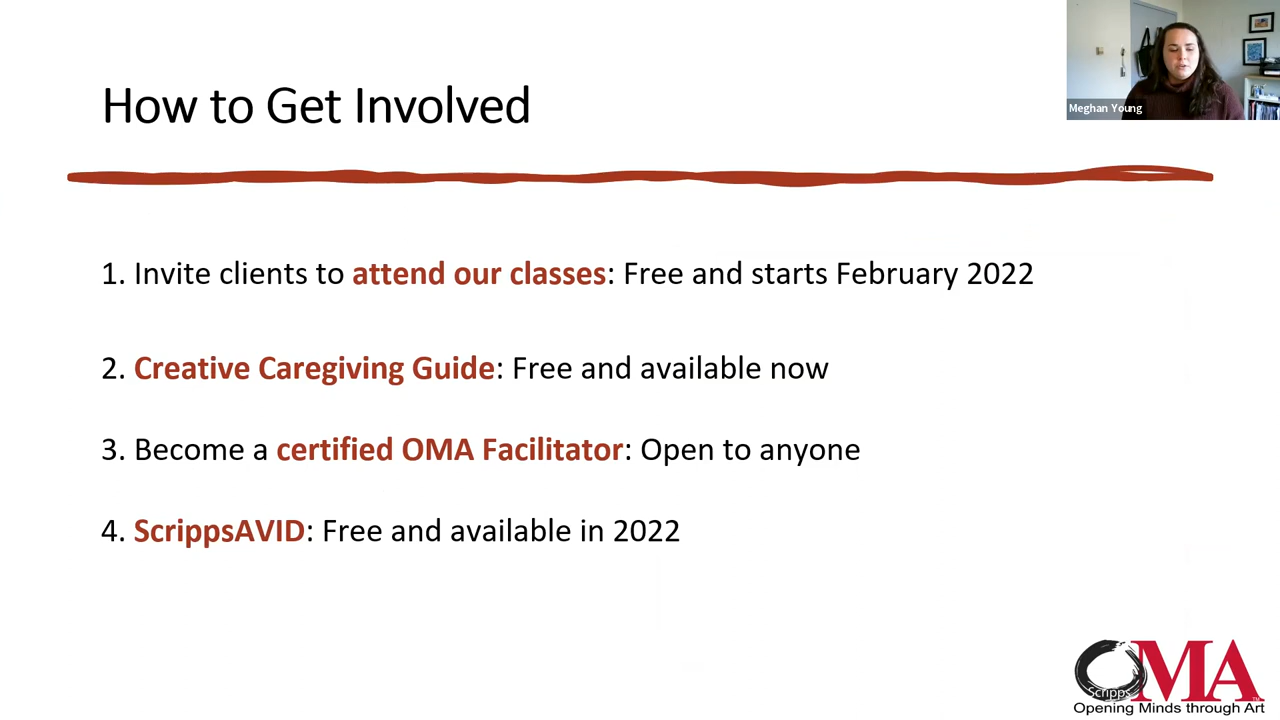 How to Get Involved
Meghan Young
1. Invite clients to attend our classes: Free and starts February 2022
2. Creative Caregiving Guide: Free and available now
3. Become a certified OMA Facilitator: Open to anyone
4. ScrippsAVID: Free and available in 2022
OMA
Scripps
Opening Minds through Art